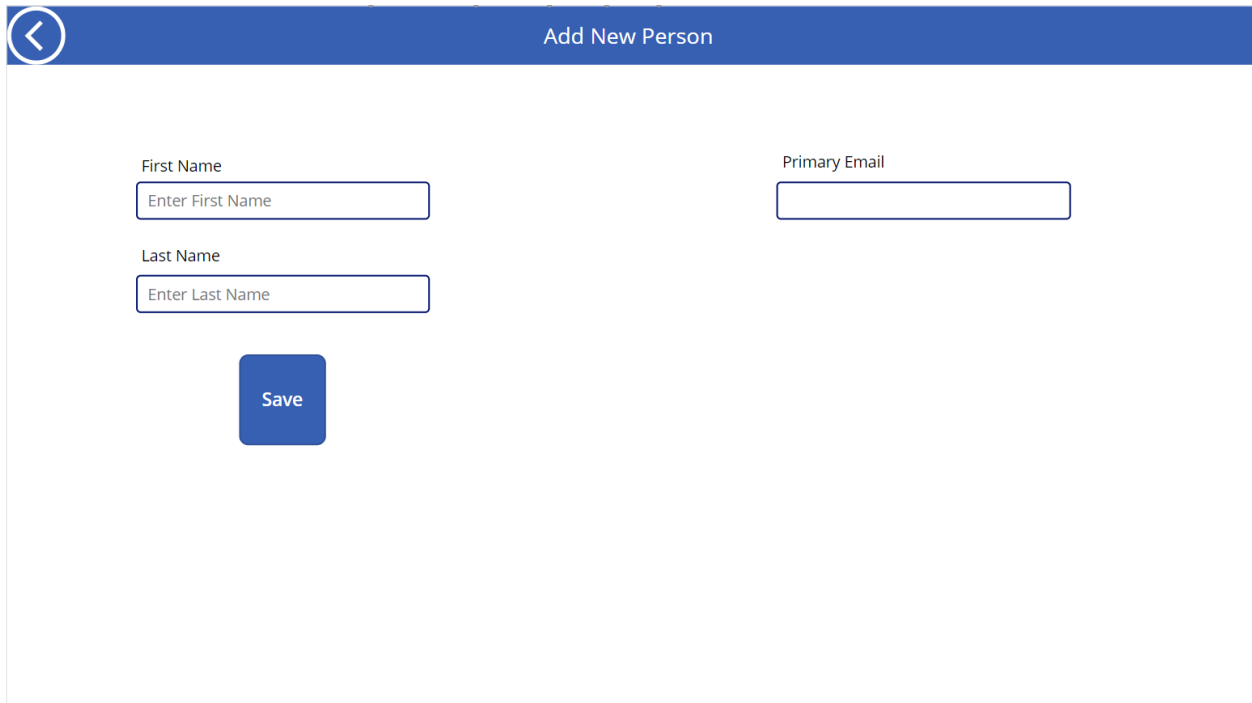 Add New Person
First Name
Enter First Name
Last Name
Enter Last Name
Save
Primary Email